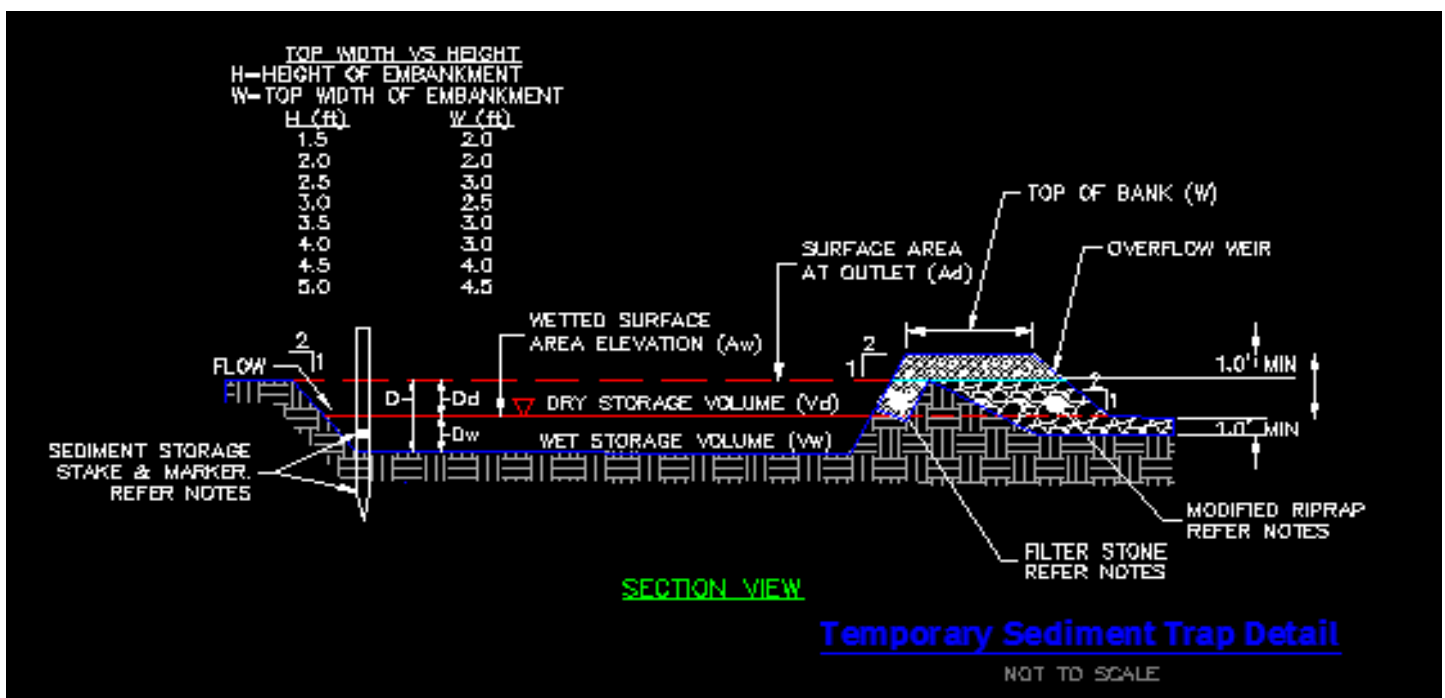 TOP WIDTH VS HEIGHT
H-HEIGHT OF EMBANKMENT
W-TOP WIDTH OF EMBANKMENT
H (ft) W (ft)
1.5 2.0
2.0 2.0
2.5 3.0
3.0 2.5
3.5 3.0
4.0 3.0
4.5 4.0
5.0 4.5
TOP OF BANK (W)
SURFACE AREA
AT OUTLET (Ad)
OVERFLOW WEIR
WETTED SURFACE
AREA ELEVATION (Aw)
2
1
FLOW
2
1
1.0' MIN
D
Dd
DRY STORAGE VOLUME (Vd)
2
1
Dw
WET STORAGE VOLUME (Vw)
1.0' MIN
SEDIMENT STORAGE
STAKE & MARKER.
REFER NOTES
MODIFIED RIPRAP
REFER NOTES
FILTER STONE
REFER NOTES
SECTION VIEW
Temporary Sediment Trap Detail
NOT TO SCALE